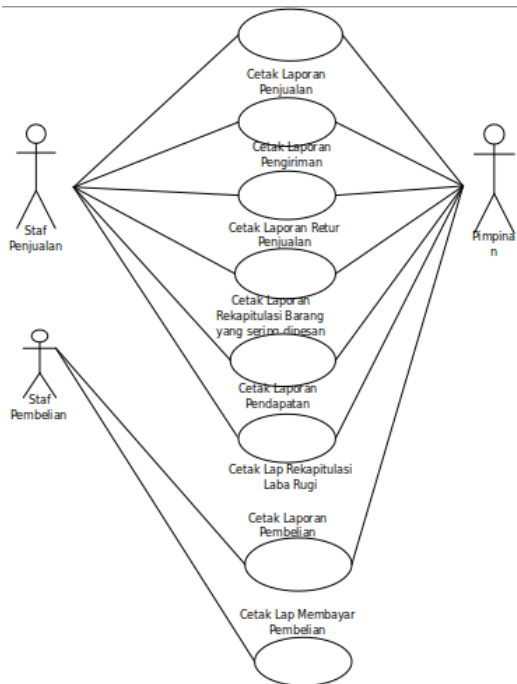 Cetak Laporan
Penjualan
Cetak Laporan
Pengiriman
Staf
Penjualan
Pimpina
n
Cetak Laporan Retur
Penjualan
Cetak Laporan
Rekapitulasi Barang
yang sering dipesan
Staf
Pembelian
Cetak Laporan
Pendapatan
Cetak Lap Rekapitulasi
Laba Rugi
Cetak Laporan
Pembelian
Cetak Lap Membayar
Pembelian